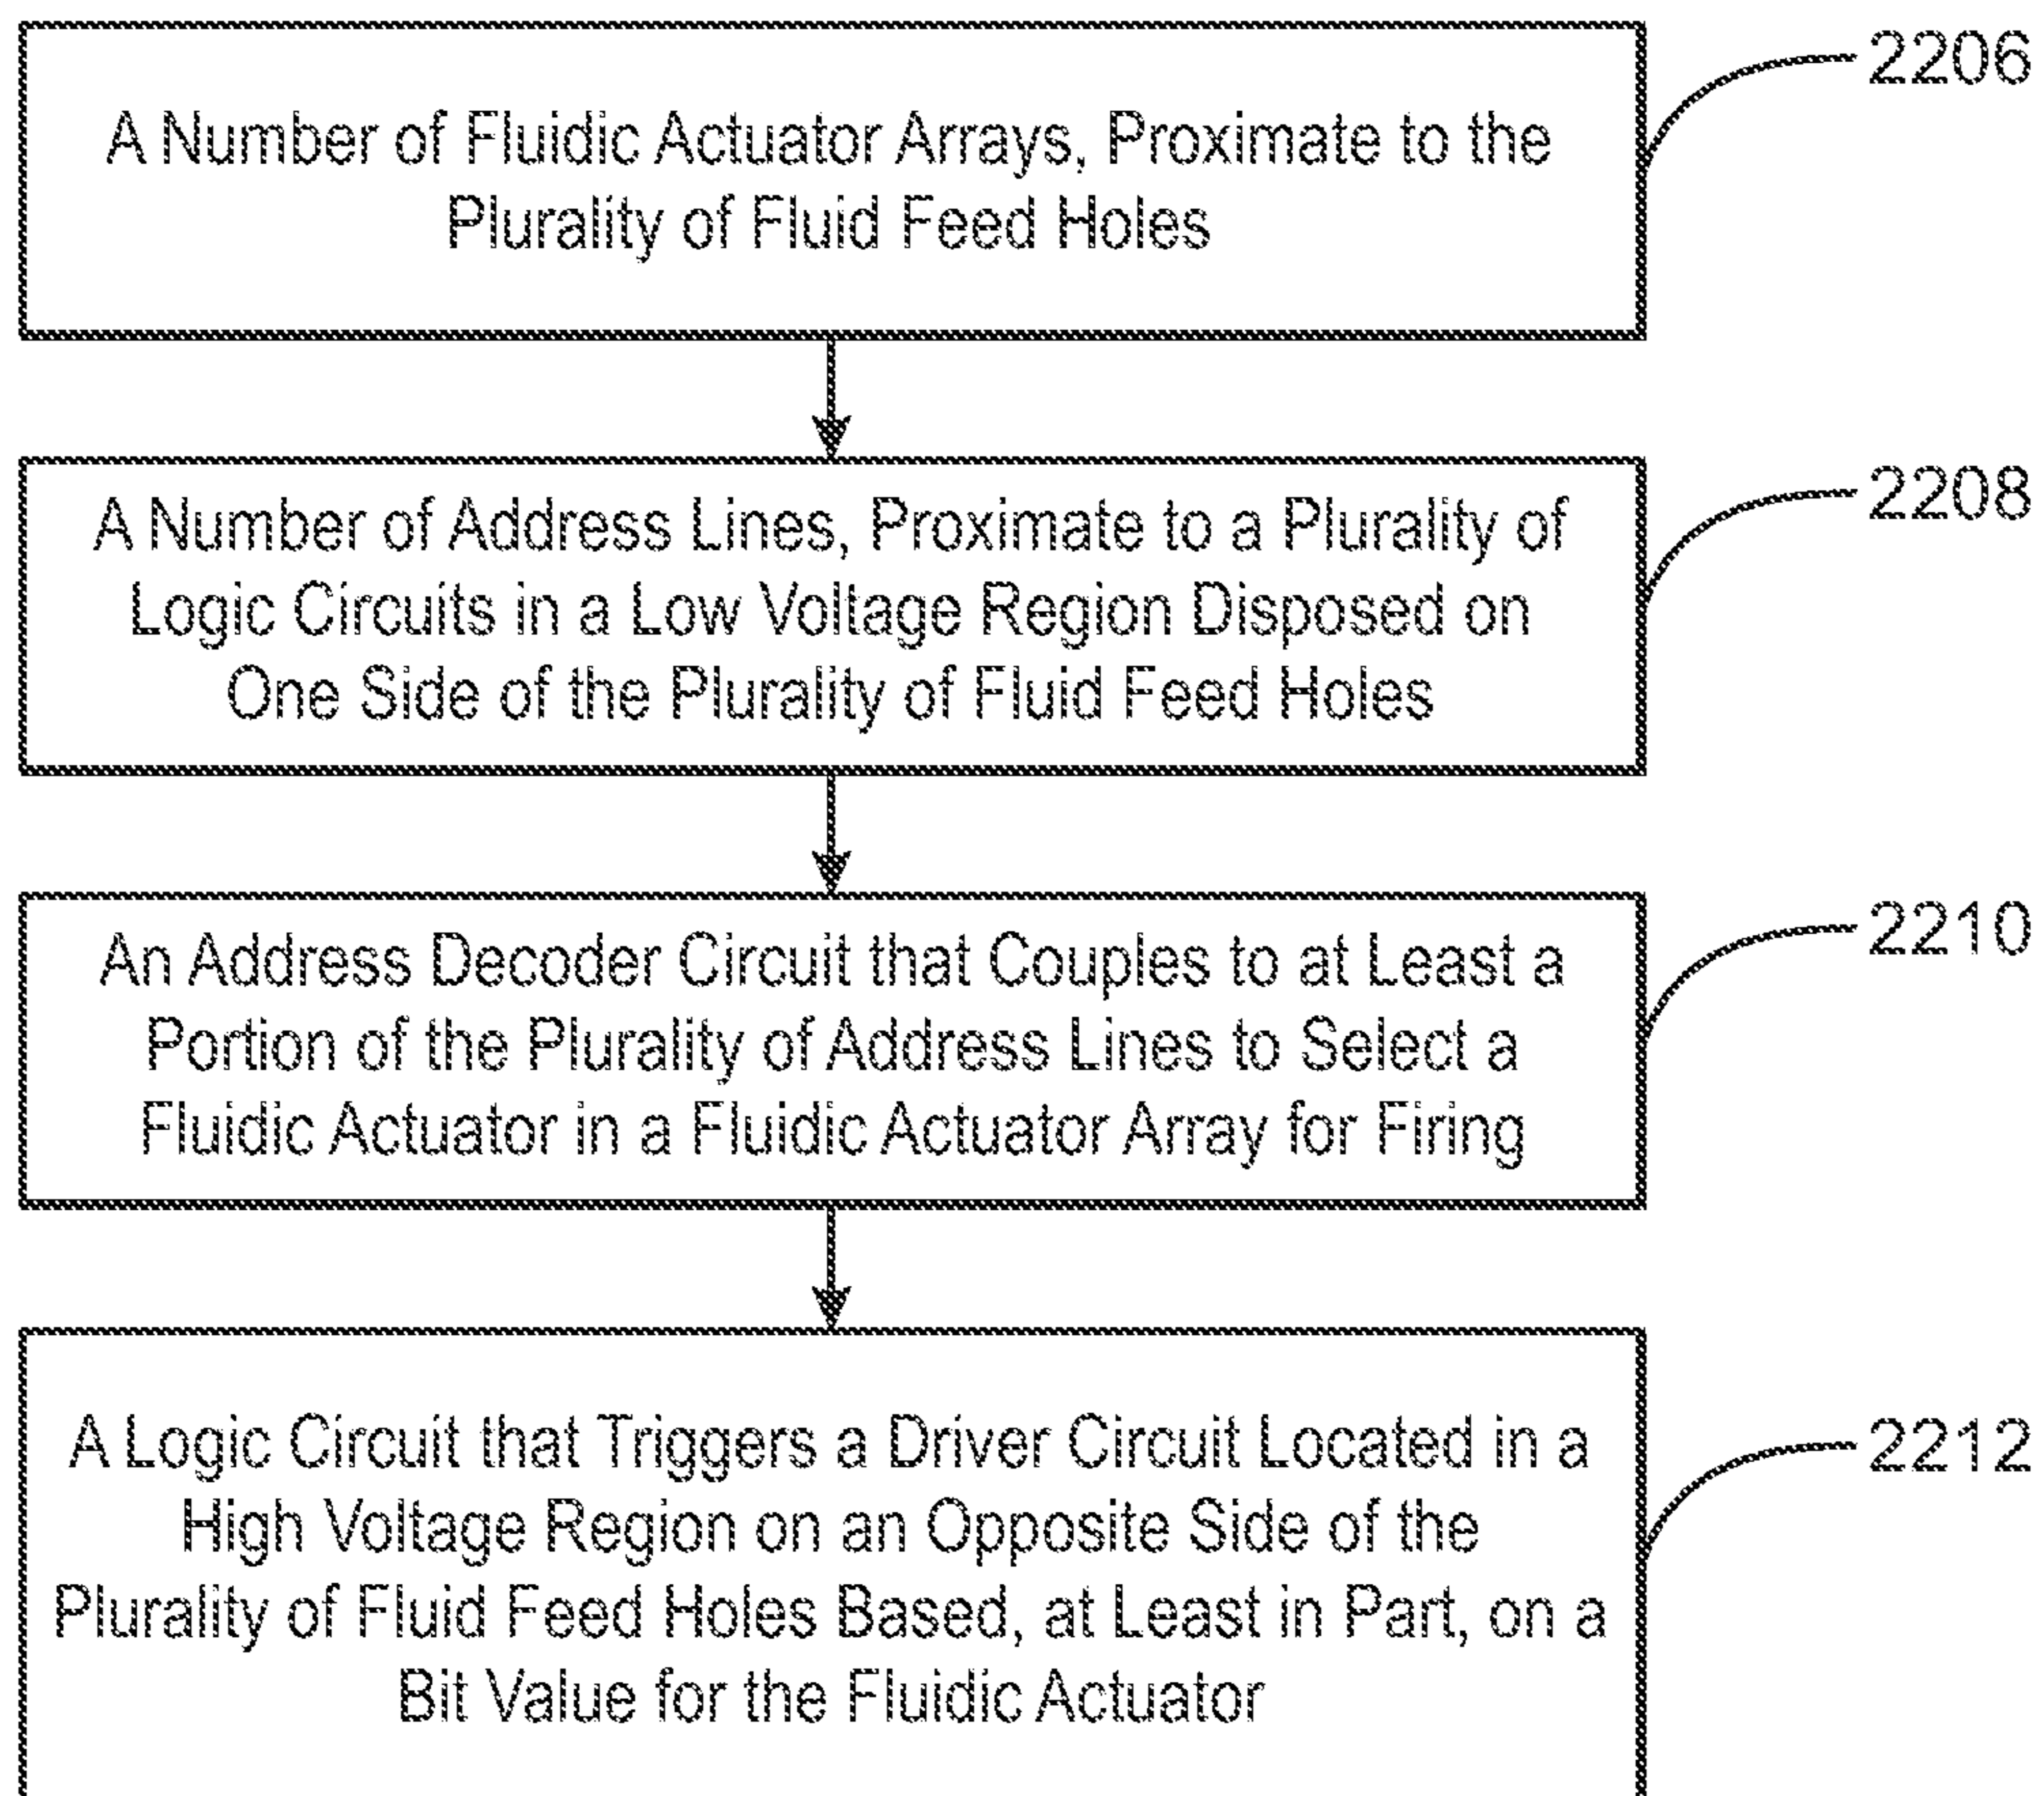 A Number of Fluidic Actuator Arrays, Proximate to the
Plurality of Fluid Feed Holes
2206
A Number of Address Lines, Proximate to a Plurality of
Logic Circuits in a Low Voltage Region Disposed on
One Side of the Plurality of Fluid Feed Holes
2208
An Address Decoder Circuit that Couples to at Least a
Portion of the Plurality of Address Lines to Select a
Fluidic Actuator in a Fluidic Actuator Array for Firing
2210
A Logic Circuit that Triggers a Driver Circuit Located in a
High Voltage Region on an Opposite Side of the
Plurality of Fluid Feed Holes Based, at Least in Part, on a
Bit Value for the Fluidic Actuator
2212